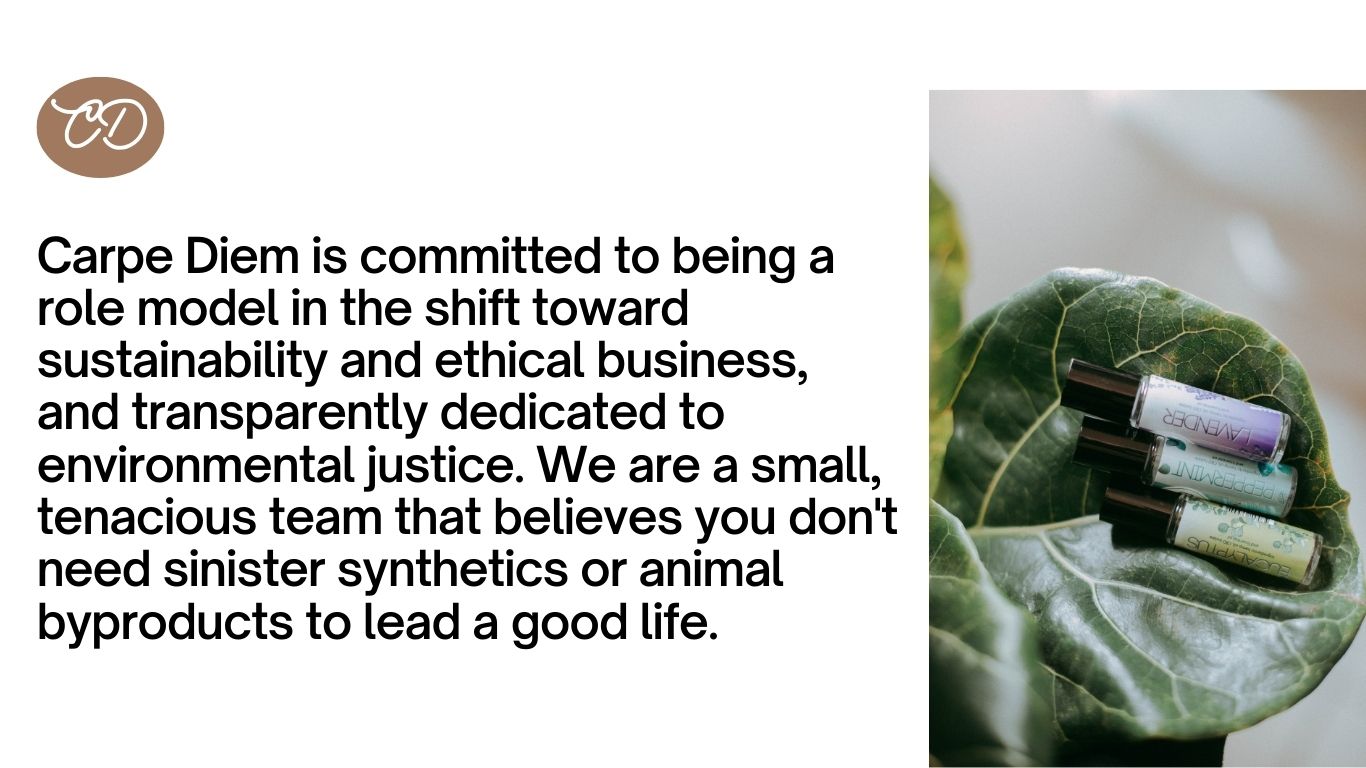 CD
Carpe Diem is committed to being a
role model in the shift toward
sustainability and ethical business,
and transparently dedicated to
environmental justice. We are a small,
tenacious team that believes you don't
need sinister synthetics or animal
byproducts to lead a good life.
LAVENDER
PEPPERMINT
EUCALYPTUS